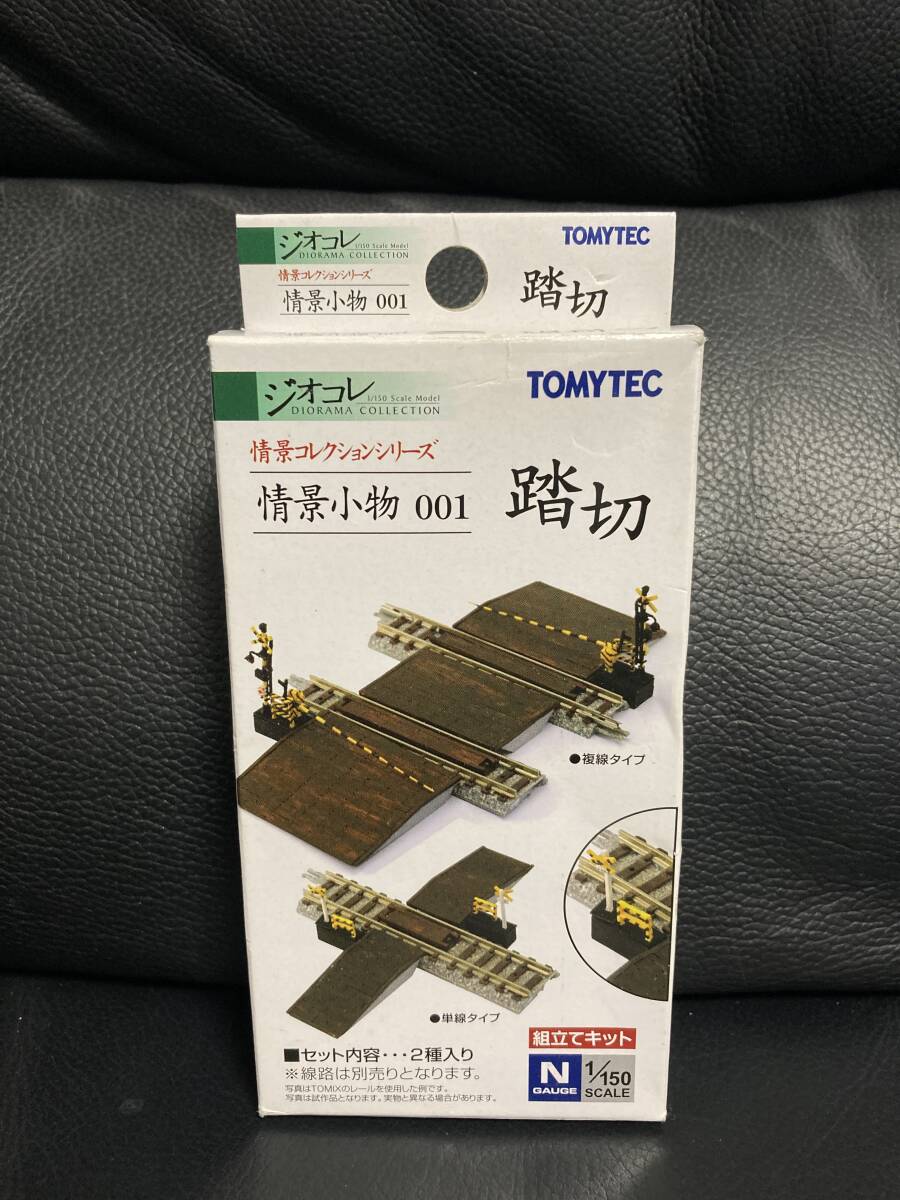 ジオコレ
1/150 Scale Model
DIORAMA COLLECTION
TOMYTEC
情景コレクションシリーズ
情景小物 001
踏切
ジオコレ
1/150 Scale Model
DIORAMA COLLECTION
TOMYTEC
情景コレクションシリーズ
情景小物 001
踏切
●複線タイプ
●単線タイプ
■セット内容・・・2種入り
※線路は別売りとなります。
写真はTOMIXのレールを使用した例です。
写真は試作品となります。実物と異なる場合があります。
組立てキット
N GAUGE
1/150 SCALE